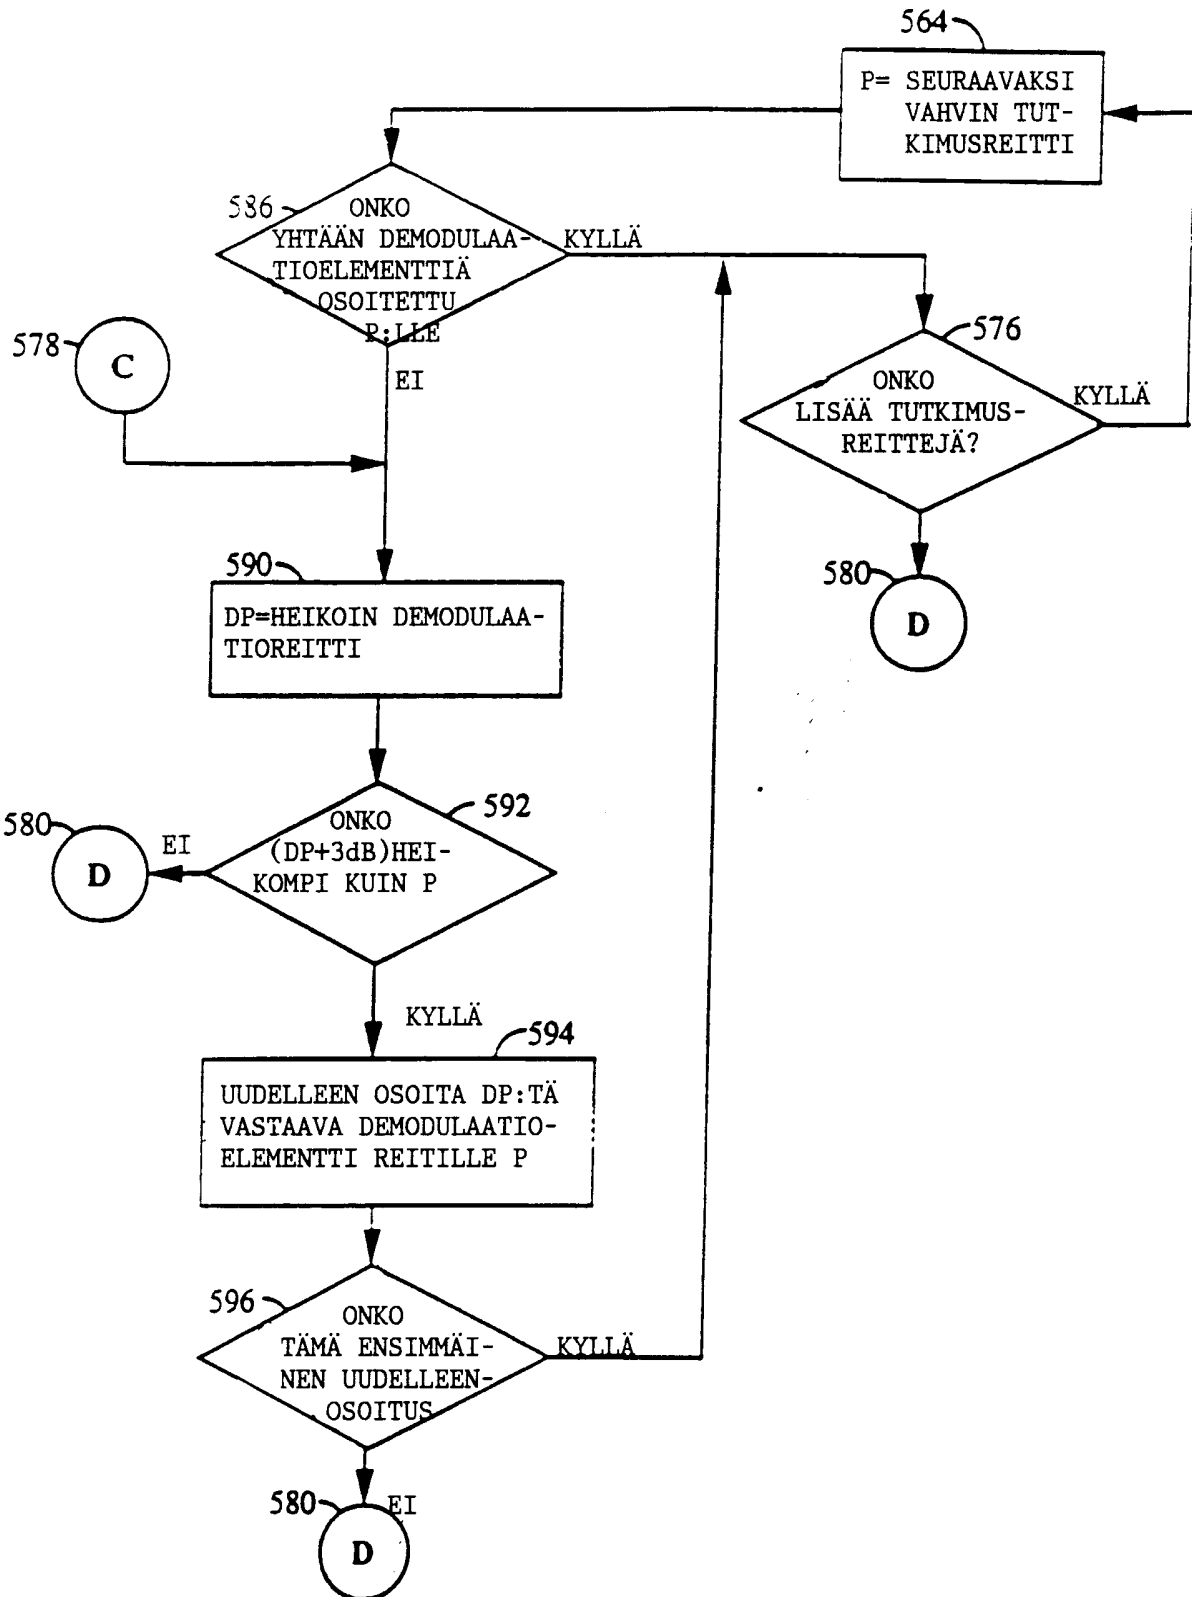 564
P= SEURAAVAKSI
VAHVIN TUT-
KIMUSREITTI
586
ONKO
YHTÄÄN DEMODULAA-
TIOELEMENTTIÄ
OSOITETTU
P:LLE
KYLLÄ
EI
578
C
576
ONKO
LISÄÄ TUTKIMUS-
REITTEJÄ?
KYLLÄ
580
D
590
DP=HEIKOIN DEMODULAA-
TIOREITTI
592
ONKO
(DP+3dB)HEI-
KOMPI KUIN P
EI
580
D
KYLLÄ
594
UUDELLEEN OSOITA DP:TÄ
VASTAAVA DEMODULAATIO-
ELEMENTTI REITILLE P
596
ONKO
TÄMÄ ENSIMMÄI-
NEN UUDELLEEN-
OSOITUS
KYLLÄ
EI
580
D